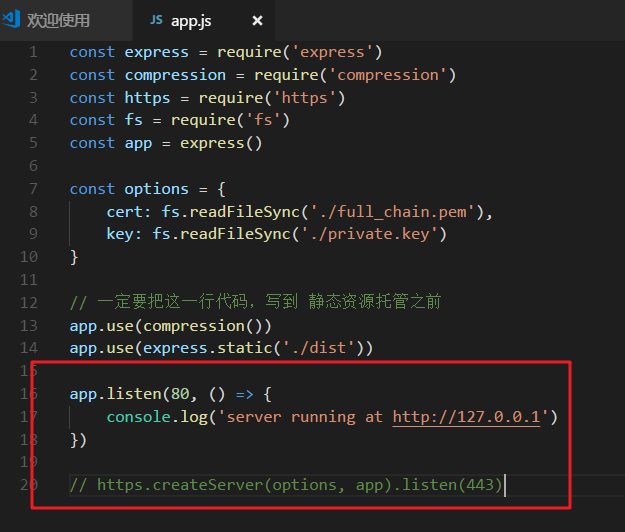 欢迎使用
JS app.js ×
1 const express = require('express')
2 const compression = require('compression')
3 const https = require('https')
4 const fs = require('fs')
5 const app = express()
6
7 const options = {
8 cert: fs.readFileSync('./full_chain.pem'),
9 key: fs.readFileSync('./private.key')
10 }
11
12 // 一定要把这一行代码，写到 静态资源托管之前
13 app.use(compression())
14 app.use(express.static('./dist'))
15
16 app.listen(80, () => {
17 console.log('server running at http://127.0.0.1')
18 })
19
20 // https.createServer(options, app).listen(443)